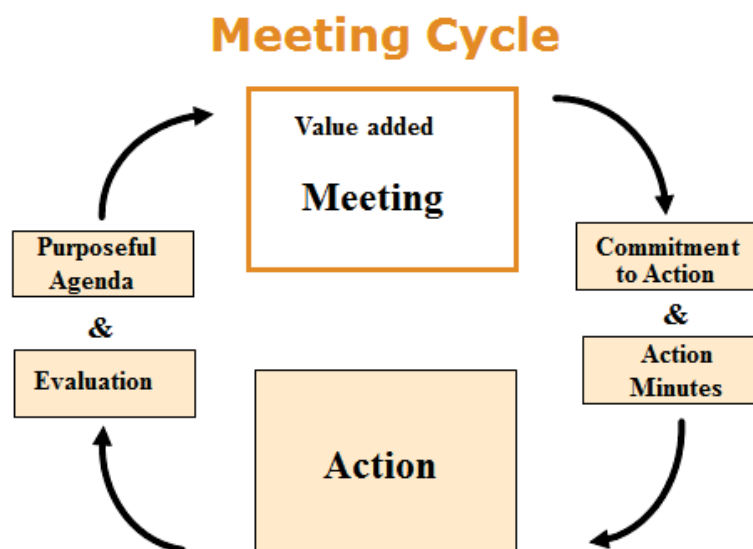 Meeting Cycle
Value added
Meeting
Purposeful
Agenda
&
Evaluation
Commitment
to Action
&
Action
Minutes
Action